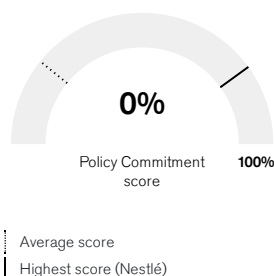 0%
Policy Commitment
score
100%
Average score
Highest score (Nestlé)